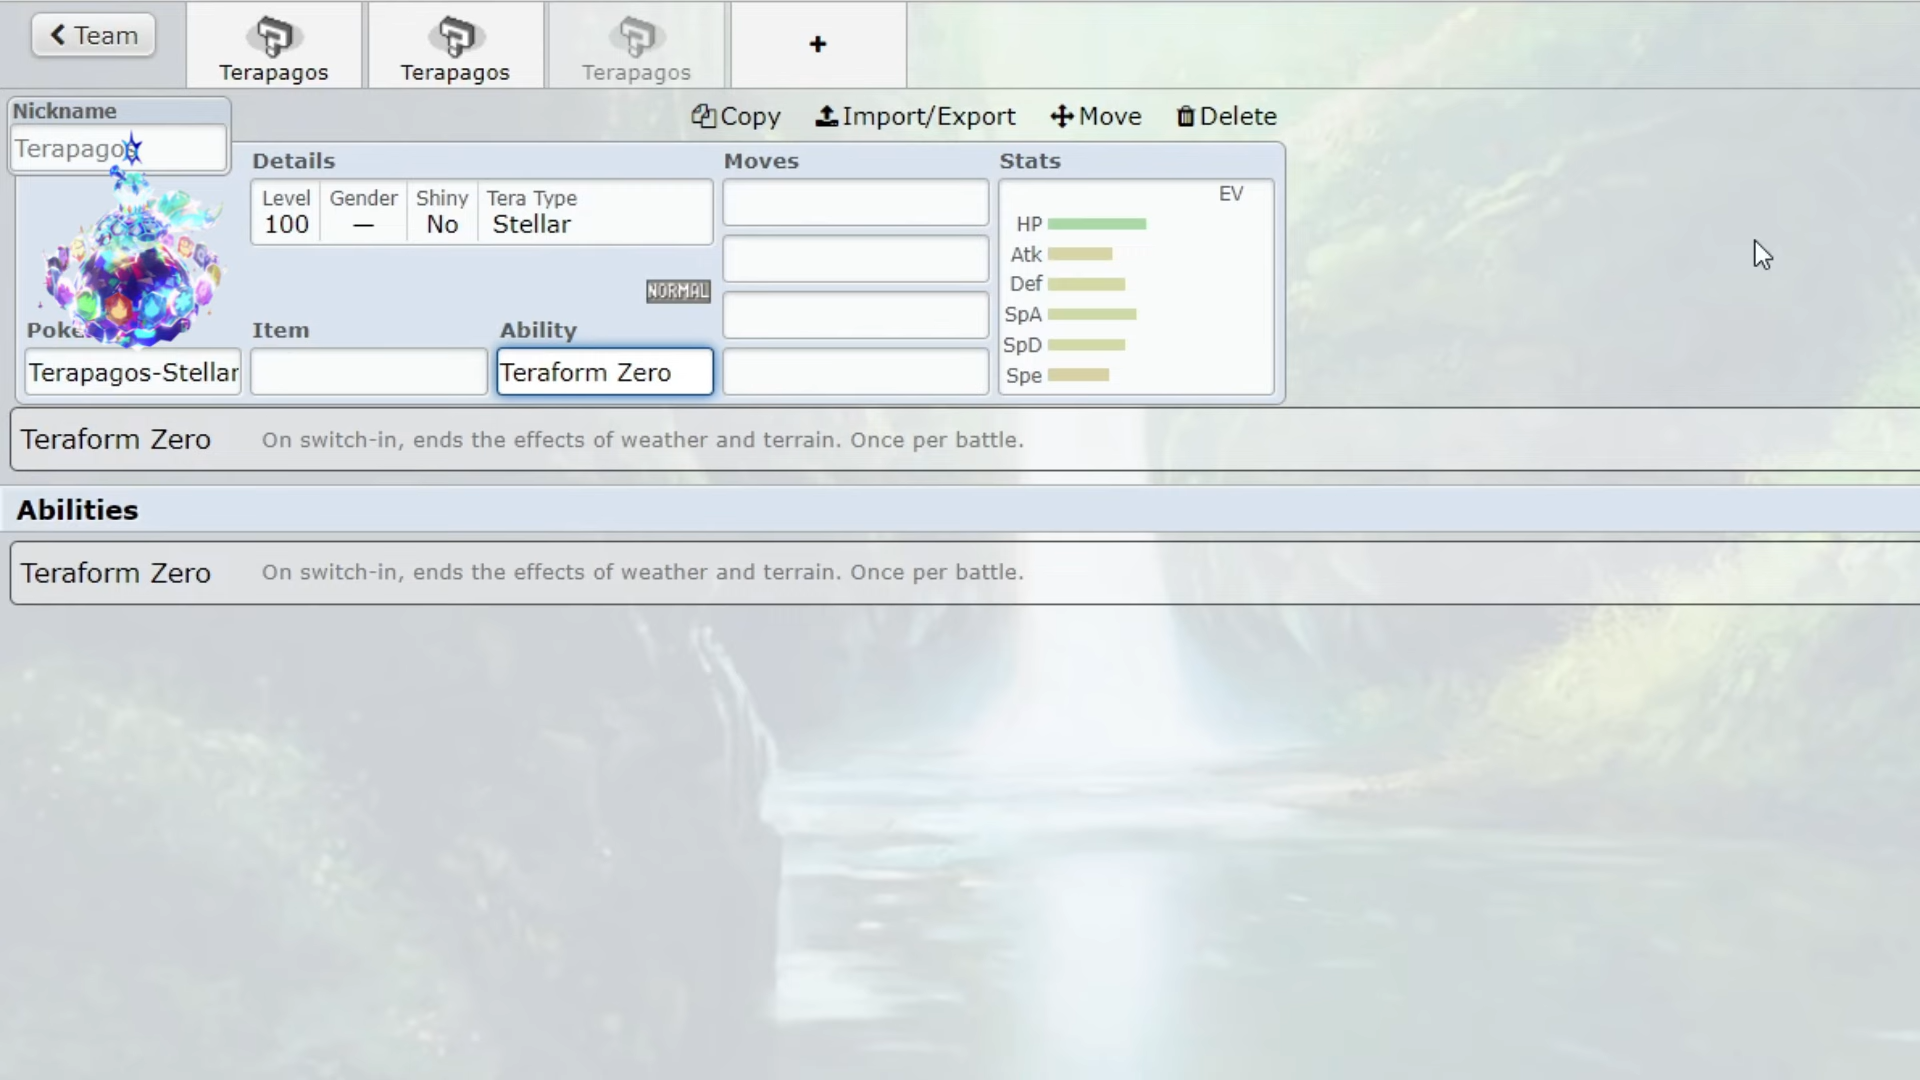 Team
Terapagos
Terapagos
Terapagos
+
Nickname
Terapagos
Copy
Import/Export
Move
Delete
Details
Moves
Stats
Level
Gender
Shiny
Tera Type
100
—
No
Stellar
EV
HP
Atk
Def
SpA
SpD
Spe
NORMAL
Item
Ability
Terapagos-Stellar
Teraform Zero
Teraform Zero On switch-in, ends the effects of weather and terrain. Once per battle.
Abilities
Teraform Zero On switch-in, ends the effects of weather and terrain. Once per battle.